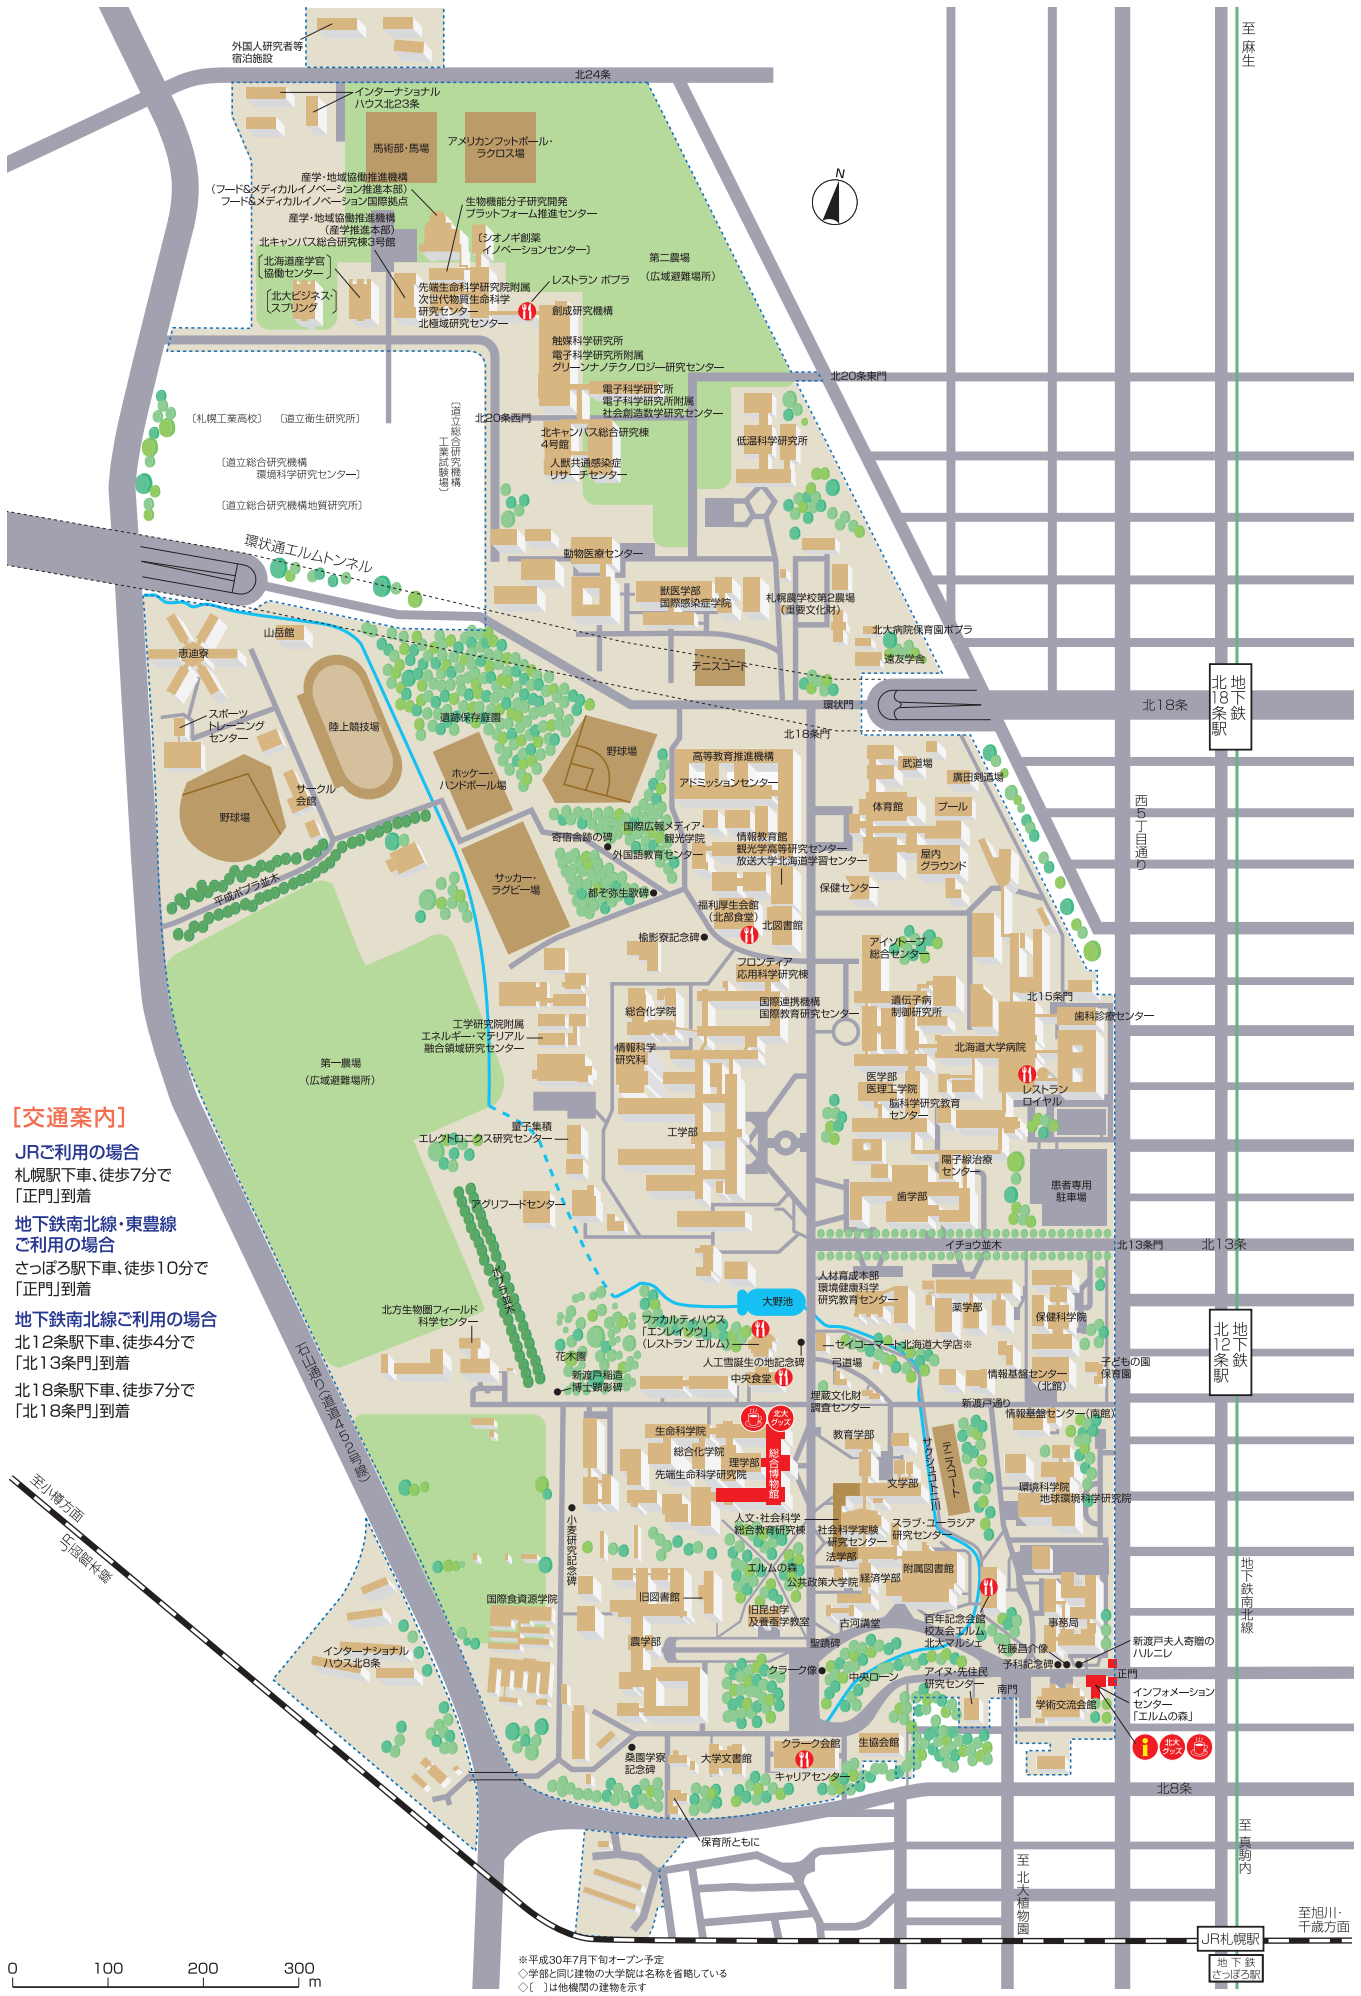 外国人研究者等
宿泊施設
北24条
至 麻生
インターナショナル
ハウス北23条
馬術部・馬場
アメリカンフットボール・
ラクロス場
N
産学・地域協働推進機構
（フード&メディカルイノベーション推進本部）
フード&メディカルイノベーション国際拠点
生物機能分子研究開発
プラットフォーム推進センター
産学・地域協働推進機構
（産学推進本部）
北キャンパス総合研究棟3号館
〔シオノギ創薬
イノベーションセンター〕
第二農場
（広域避難場所）
〔北海道産学官
協働センター〕
〔北大ビジネス・
スプリング〕
先端生命科学研究院附属
次世代物質生命科学
研究センター
北極域研究センター
レストラン ポプラ
創成研究機構
触媒科学研究所
電子科学研究所附属
グリーンナノテクノロジー研究センター
北20条東門
電子科学研究所
電子科学研究所附属
社会創造数学研究センター
〔札幌工業高校〕
〔道立衛生研究所〕
〔道立総合研究機構
工業試験場〕
北20条西門
北キャンパス総合研究棟
4号館
低温科学研究所
〔道立総合研究機構
環境科学研究センター〕
人獣共通感染症
リサーチセンター
〔道立総合研究機構地質研究所〕
環状通エルムトンネル
動物医療センター
獣医学部
国際感染症学院
札幌農学校第2農場
（重要文化財）
山岳館
恵迪寮
北大病院保育園ポプラ
遠友学舎
テニスコート
スポーツ
トレーニング
センター
陸上競技場
遺跡保存庭園
環状門
北18条
地下鉄
北18条駅
北18条門
野球場
高等教育推進機構
アドミッションセンター
武道場
廣田剣道場
ホッケー・
ハンドボール場
サークル
会館
体育館
プール
西5丁目通り
野球場
国際広報メディア・
観光学院
寄宿舎跡の碑
外国語教育センター
情報教育館
観光学高等研究センター
放送大学北海道学習センター
屋内
グラウンド
平成ポプラ並木
サッカー・
ラグビー場
都ぞ弥生歌碑
保健センター
福利厚生会館
（北部食堂）
北図書館
楡影寮記念碑
アイソトープ
総合センター
フロンティア
応用科学研究棟
総合化学院
国際連携機構
国際教育研究センター
遺伝子病
制御研究所
北15条門
歯科診療センター
工学研究院附属
エネルギー・マテリアル
融合領域研究センター
情報科学
研究科
北海道大学病院
第一農場
（広域避難場所）
医学部
医理工学院
レストラン
ロイヤル
脳科学研究教育
センター
［交通案内］
JRご利用の場合
札幌駅下車、徒歩7分で
「正門」到着
地下鉄南北線・東豊線
ご利用の場合
さっぽろ駅下車、徒歩10分で
「正門」到着
地下鉄南北線ご利用の場合
北12条駅下車、徒歩4分で
「北13条門」到着
北18条駅下車、徒歩7分で
「北18条門」到着
量子集積
エレクトロニクス研究センター
工学部
陽子線治療
センター
患者専用
駐車場
アグリフードセンター
歯学部
イチョウ並木
北13条門
北13条
ポプラ並木
人材育成本部
環境健康科学
研究教育センター
大野池
薬学部
保健科学院
北方生物圏フィールド
科学センター
ファカルティハウス
「エンレイソウ」
（レストラン エルム）
地下鉄
北12条駅
セイコーマート北海道大学店※
花木園
人工雪誕生の地記念碑
弓道場
子どもの園
保育園
新渡戸稲造
博士顕彰碑
中央食堂
情報基盤センター
（北館）
埋蔵文化財
調査センター
新渡戸通り
情報基盤センター（南館）
石山通り（道道452号線）
北大
グッズ
生命科学院
総合化学院
理学部
先端生命科学研究院
総合博物館
教育学部
サクシュコトニ川
テニスコート
文学部
環境科学院
地球環境科学研究院
至小樽方面
JR函館本線
小麦研究記念碑
人文・社会科学
総合教育研究棟
社会科学実験
研究センター
スラブ・ユーラシア
研究センター
法学部
エルムの森
公共政策大学院
経済学部
附属図書館
地下鉄南北線
国際食資源学院
旧図書館
旧昆虫学
及養蚕学教室
古河講堂
百年記念会館
校友会エルム
北大マルシェ
事務局
インターナショナル
ハウス北8条
農学部
聖蹟碑
佐藤昌介像
予科記念碑
新渡戸夫人寄贈の
ハルニレ
クラーク像
中央ローン
アイヌ・先住民
研究センター
南門
正門
学術交流会館
インフォメーション
センター
「エルムの森」
桑園学寮
記念碑
大学文書館
クラーク会館
生協会館
キャリアセンター
北大
グッズ
北8条
保育所ともに
至 真駒内
至 北大植物園
至旭川・
千歳方面
JR札幌駅
地下鉄
さっぽろ駅
0 100 200 300
m
※平成30年7月下旬オープン予定
◇学部と同じ建物の大学院は名称を省略している
◇〔　〕は他機関の建物を示す